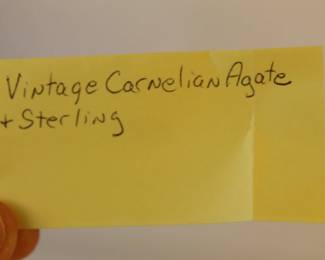 Vintage Carnelian Agate
+ Sterling